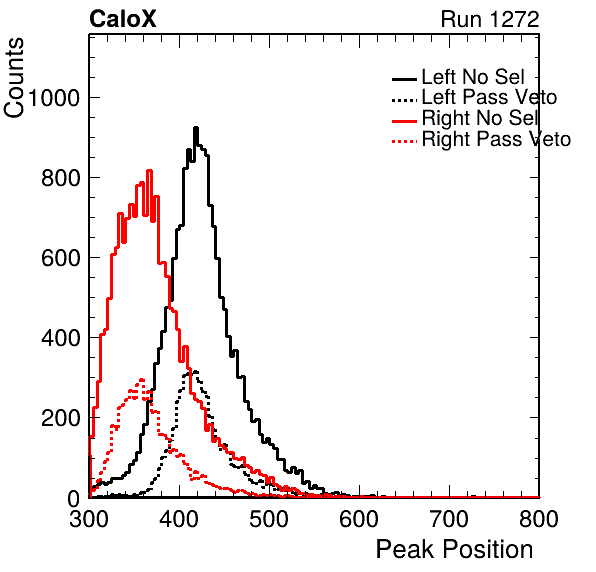 CaloX Run 1272
Counts
1000
800
600
400
200
0
Left No Sel
Left Pass Veto
Right No Sel
Right Pass Veto
300 400 500 600 700 800
Peak Position